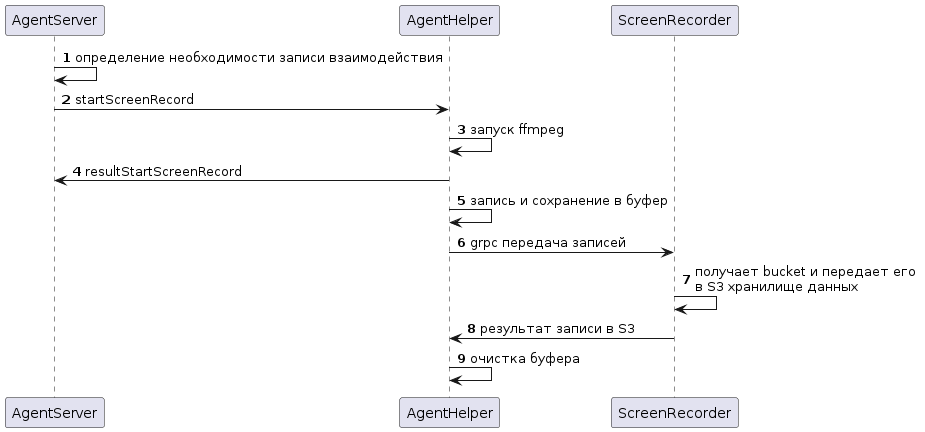 AgentServer
AgentHelper
ScreenRecorder
1 определение необходимости записи взаимодействия
2 startScreenRecord
3 запуск ffmpeg
4 resultStartScreenRecord
5 запись и сохранение в буфер
6 grpc передача записей
7 получает bucket и передает его
в S3 хранилище данных
8 результат записи в S3
9 очистка буфера
AgentServer
AgentHelper
ScreenRecorder